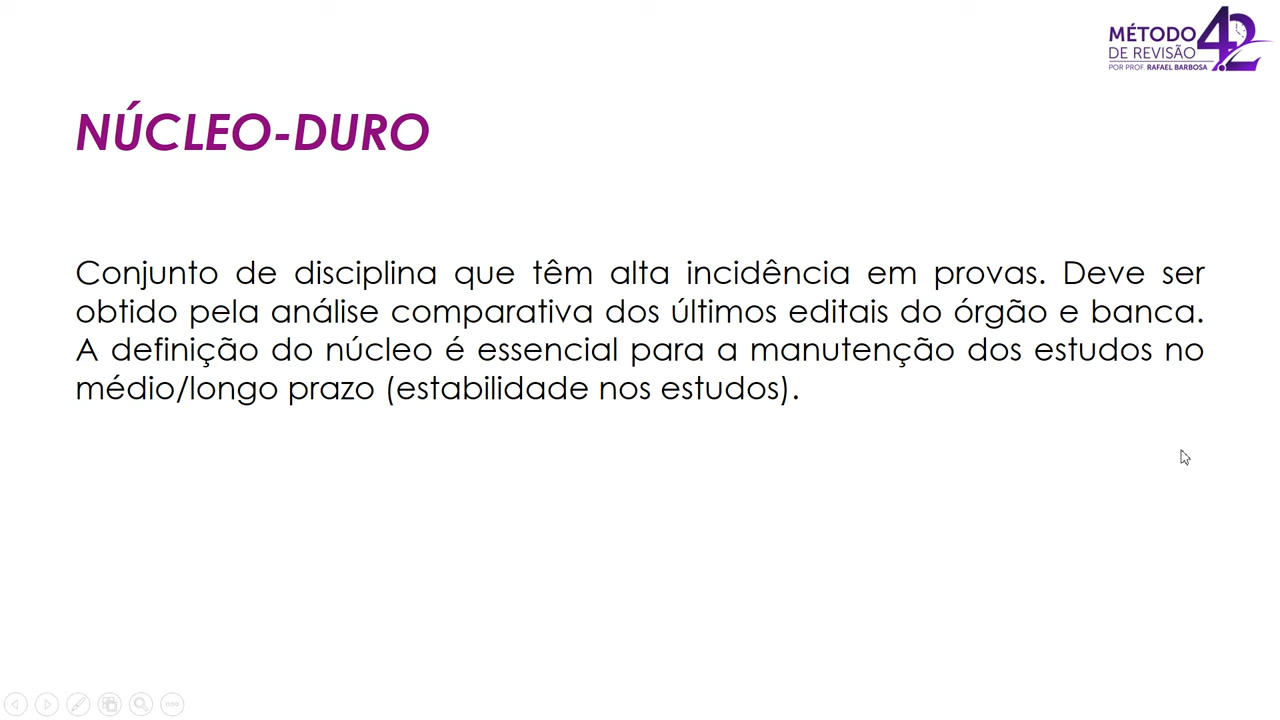 MÉTODO 4.2
DE REVISÃO
POR PROF. RAFAEL BARBOSA
NÚCLEO-DURO
Conjunto de disciplina que têm alta incidência em provas. Deve ser
obtido pela análise comparativa dos últimos editais do órgão e banca.
A definição do núcleo é essencial para a manutenção dos estudos no
médio/longo prazo (estabilidade nos estudos).